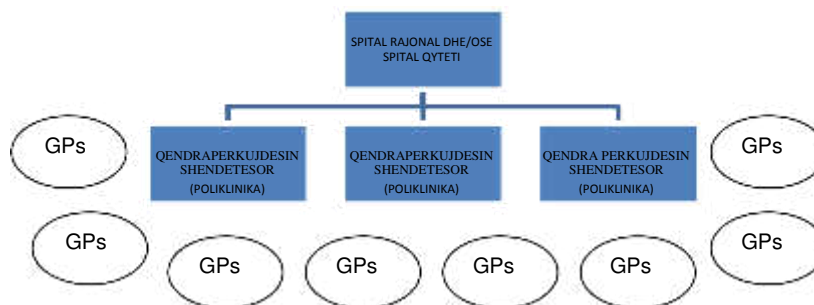 SPITAL RAJONAL DHE/OSE
SPITAL QYTETI
GPs
QENDRAPERKUJDESIN
SHENDETESOR
(POLIKLINIKA)
QENDRAPERKUJDESIN
SHENDETESOR
(POLIKLINIKA)
QENDRA PERKUJDESIN
SHENDETESOR
(POLIKLINIKA)
GPs
GPs
GPs
GPs
GPs
GPs
GPs